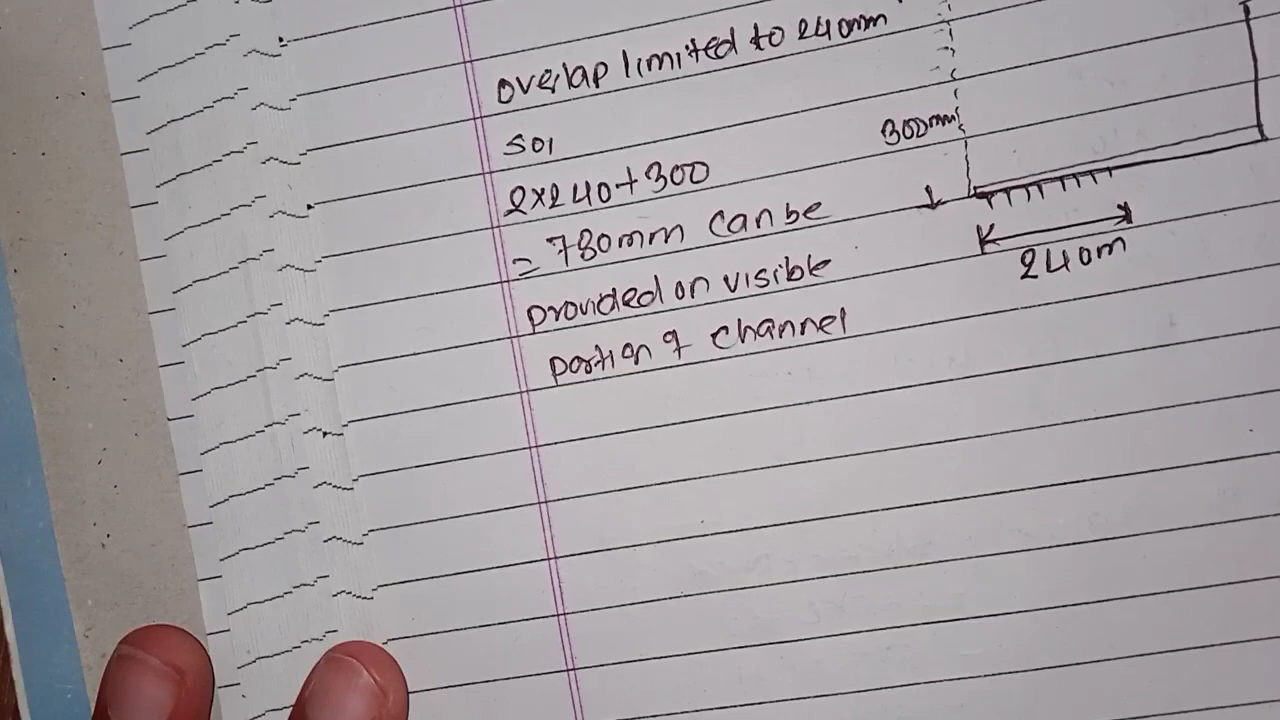 overlap limited to 240mm
so,
2×240+300
= 780mm can be
provided on visible
portion of channel
300mm
240m